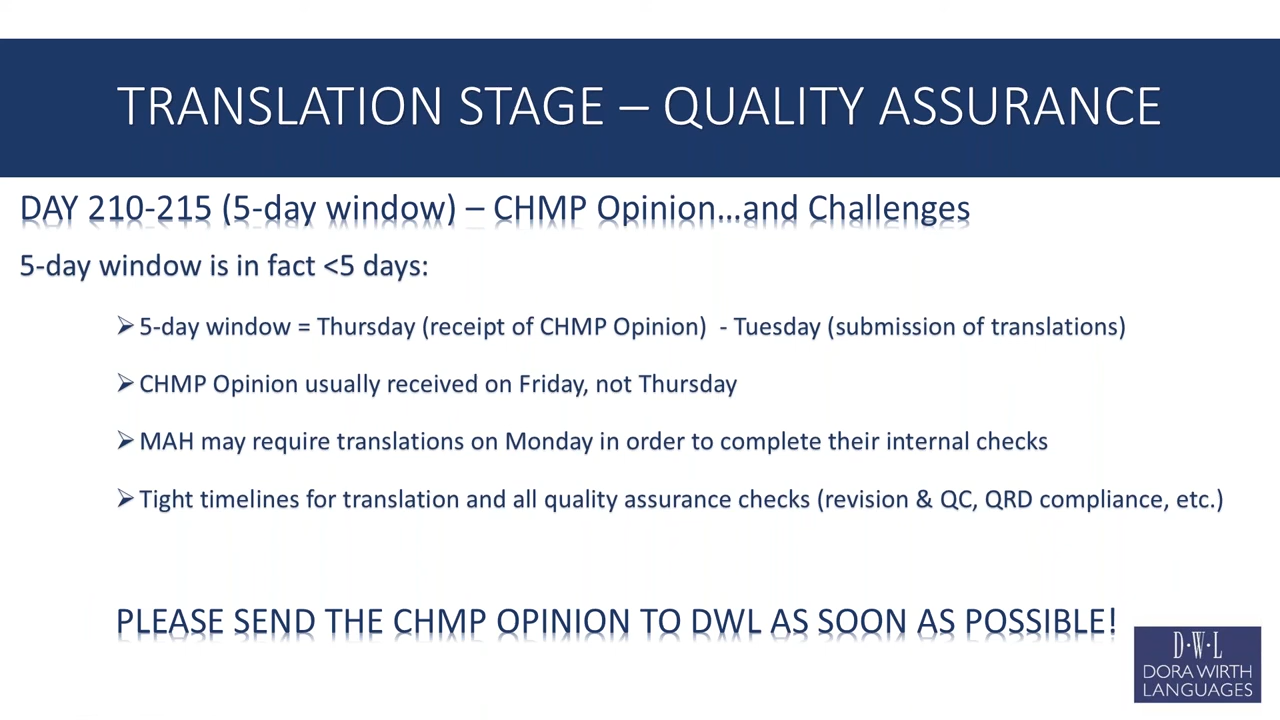 TRANSLATION STAGE – QUALITY ASSURANCE
DAY 210-215 (5-day window) – CHMP Opinion…and Challenges
5-day window is in fact <5 days:
➢ 5-day window = Thursday (receipt of CHMP Opinion)  - Tuesday (submission of translations)
➢ CHMP Opinion usually received on Friday, not Thursday
➢ MAH may require translations on Monday in order to complete their internal checks
➢ Tight timelines for translation and all quality assurance checks (revision & QC, QRD compliance, etc.)
PLEASE SEND THE CHMP OPINION TO DWL AS SOON AS POSSIBLE!
D·W·L
DORA WIRTH
LANGUAGES